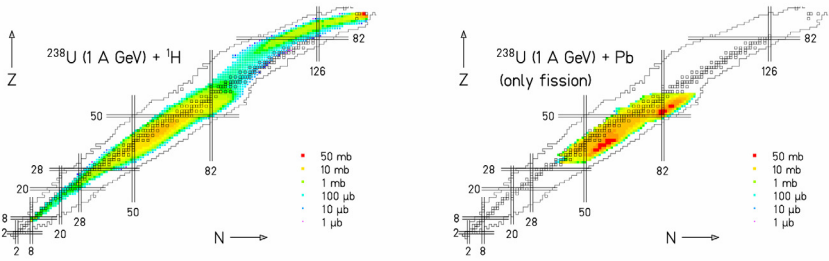 ²³⁸U (1 A GeV) + ¹H
Z
82
126
50
82
28
20
8
2
2
8
20
28
50
N
50 mb
10 mb
1 mb
100 μb
10 μb
1 μb
²³⁸U (1 A GeV) + Pb
(only fission)
Z
82
126
50
82
28
20
8
2
2
8
20
28
50
N
50 mb
10 mb
1 mb
100 μb
10 μb
1 μb